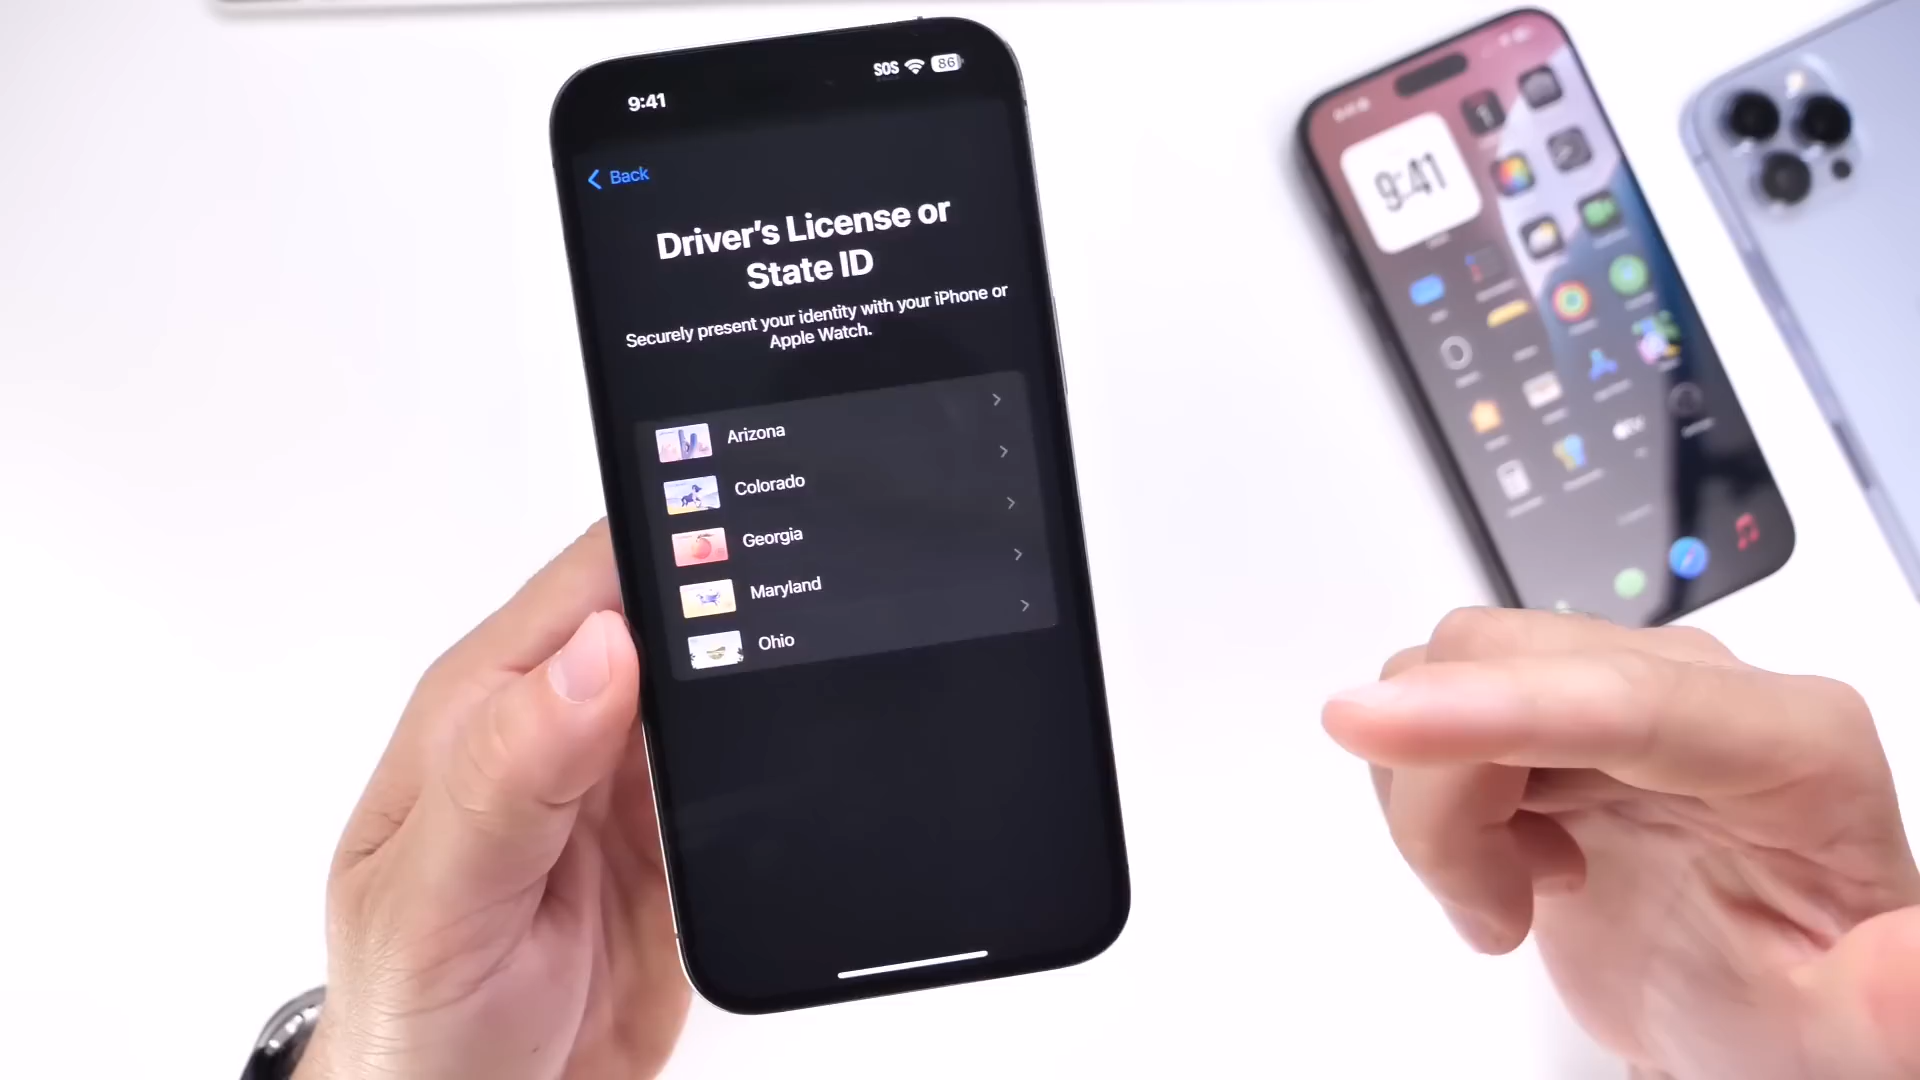 9:41
SOS 86
Back
Driver's License or
State ID
Securely present your identity with your iPhone or
Apple Watch.
Arizona
Colorado
Georgia
Maryland
Ohio
9:41